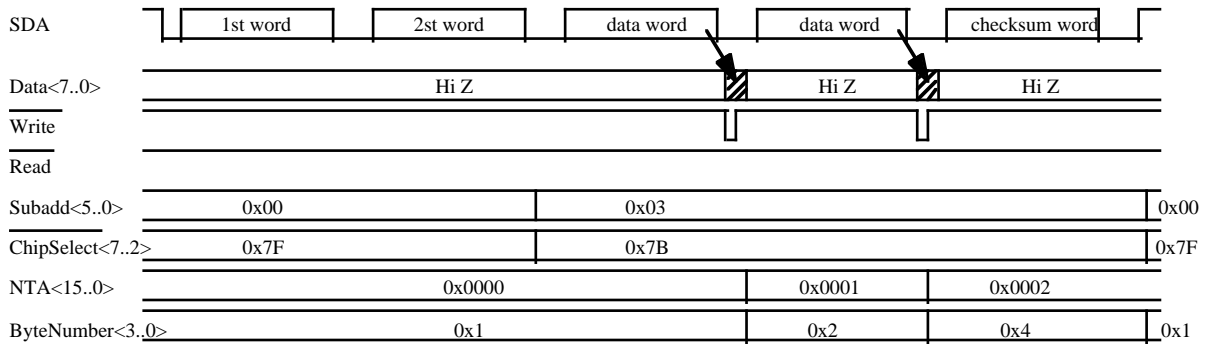 SDA 1st word 2st word data word data word checksum word
Data<7..0> Hi Z Hi Z Hi Z
Write
Read
Subadd<5..0> 0x00 0x03 0x00
ChipSelect<7..2> 0x7F 0x7B 0x7F
NTA<15..0> 0x0000 0x0001 0x0002
ByteNumber<3..0> 0x1 0x2 0x4 0x1